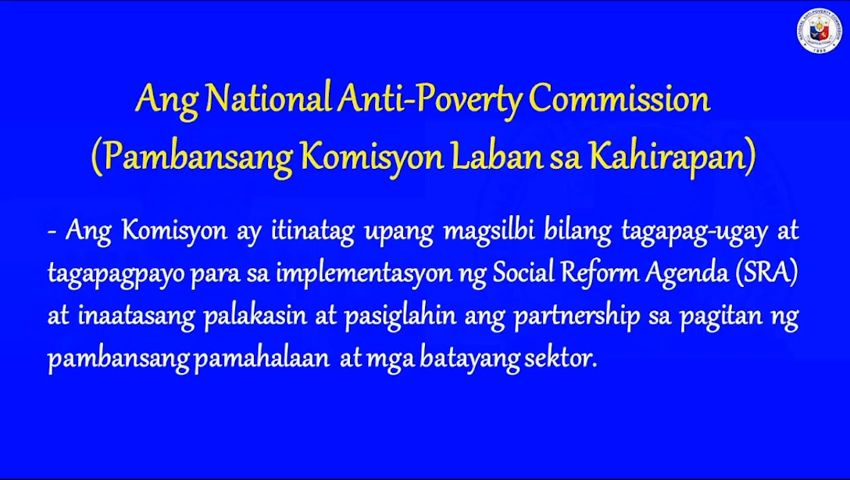 Ang National Anti-Poverty Commission
(Pambansang Komisyon Laban sa Kahirapan)
- Ang Komisyon ay itinatag upang magsilbi bilang tagapag-ugay at
tagapagpayo para sa implementasyon ng Social Reform Agenda (SRA)
at inaatasang palakasin at pasiglahin ang partnership sa pagitan ng
pambansang pamahalaan at mga batayang sektor.